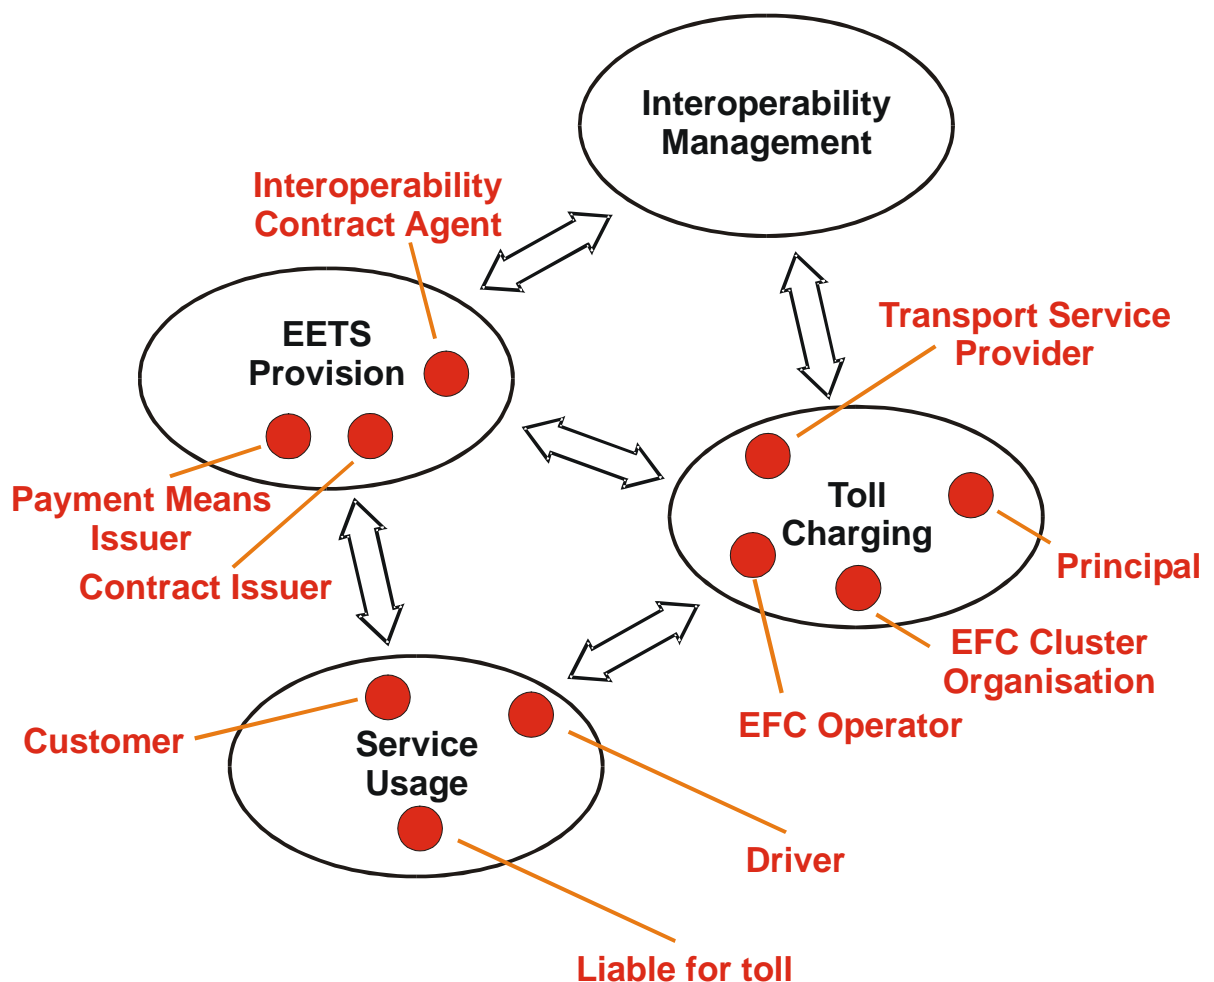 Interoperability
Management
Interoperability
Contract Agent
EETS
Provision
Transport Service
Provider
Payment Means
Issuer
Contract Issuer
Toll
Charging
Principal
EFC Cluster
Organisation
EFC Operator
Customer
Service
Usage
Driver
Liable for toll